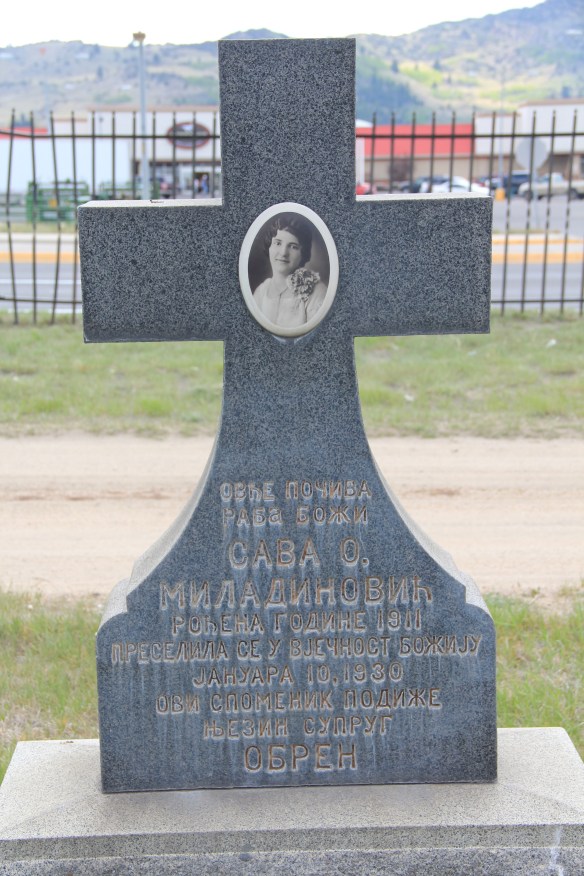 ОВЂЕ ПОЧИВА
РАБА БОЖИ
САВА О.
МИЛАДИНОВИЋ
РОЂЕНА ГОДИНЕ 1911
ПРЕСЕЛИЛА СЕ У ВЈЕЧНОСТ БОЖИЈУ
ЈАНУАРА 10, 1930
ОВИ СПОМЕНИК ПОДИЖЕ
ЊЕЗИН СУПРУГ
ОБРЕН